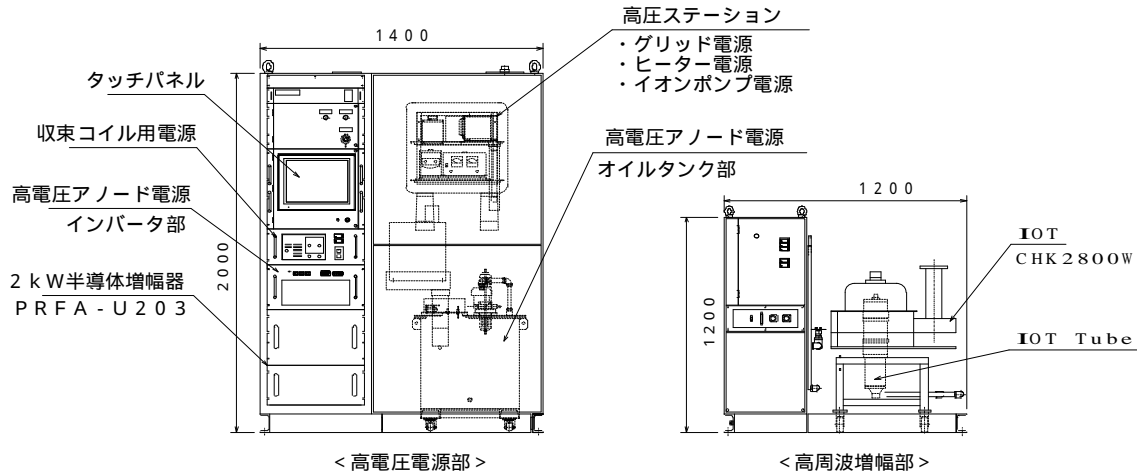 高圧ステーション
・グリッド電源
・ヒーター電源
・イオンポンプ電源
1400
タッチパネル
収束コイル用電源
高電圧アノード電源
オイルタンク部
高電圧アノード電源
インバータ部
1200
2000
IOT
CHK2800W
2kW半導体増幅器
PRFA-U203
1200
IOT Tube
<高電圧電源部>
<高周波増幅部>